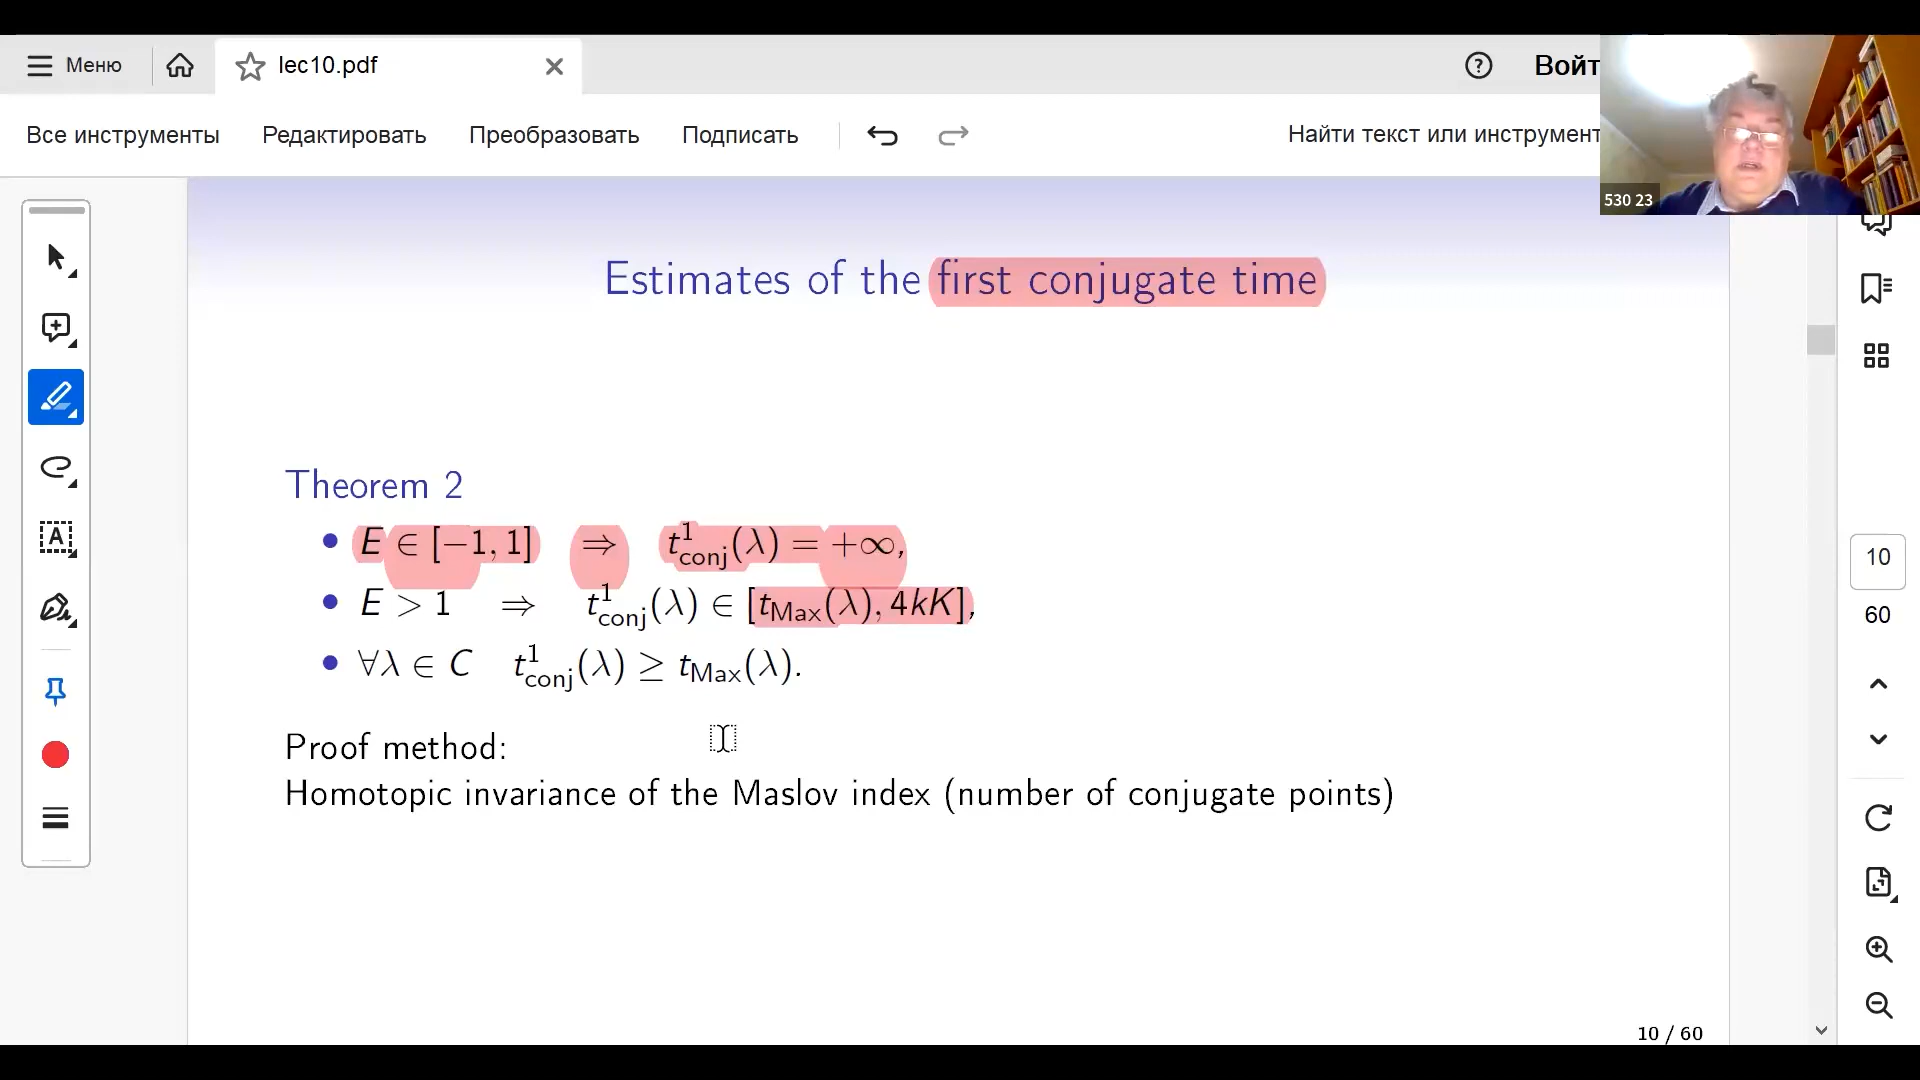 Меню
lec10.pdf
Войт
Все инструменты Редактировать Преобразовать Подписать
Найти текст или инструмент
530 23
Estimates of the first conjugate time
Theorem 2
• E ∈ [−1, 1] ⇒ t¹conj(λ) = +∞,
• E > 1 ⇒ t¹conj(λ) ∈ [tMax(λ), 4kK],
• ∀λ ∈ C t¹conj(λ) ≥ tMax(λ).
Proof method:
Homotopic invariance of the Maslov index (number of conjugate points)
10 / 60
10
60